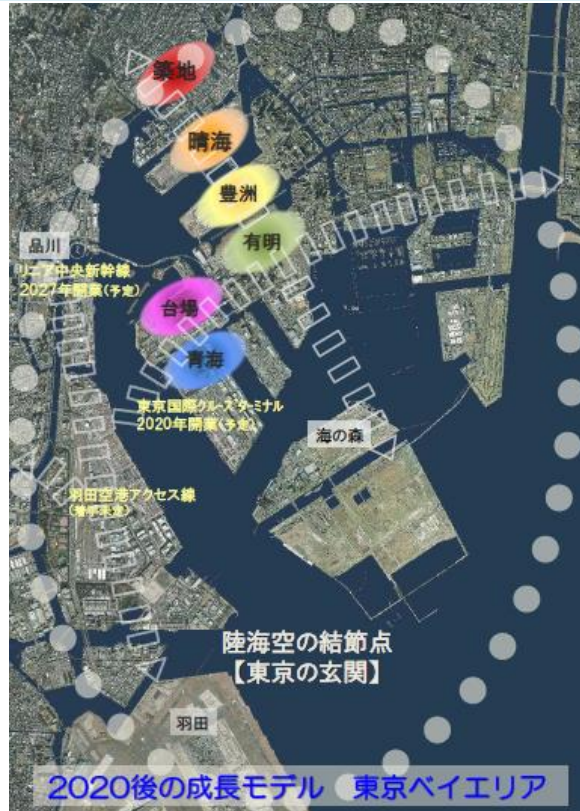 築地
晴海
豊洲
有明
品川
リニア中央新幹線
2027年開業(予定)
台場
青海
東京国際クルーズターミナル
2020年開業(予定)
海の森
羽田空港アクセス線
(着手未定)
陸海空の結節点
【東京の玄関】
羽田
2020後の成長モデル 東京ベイエリア